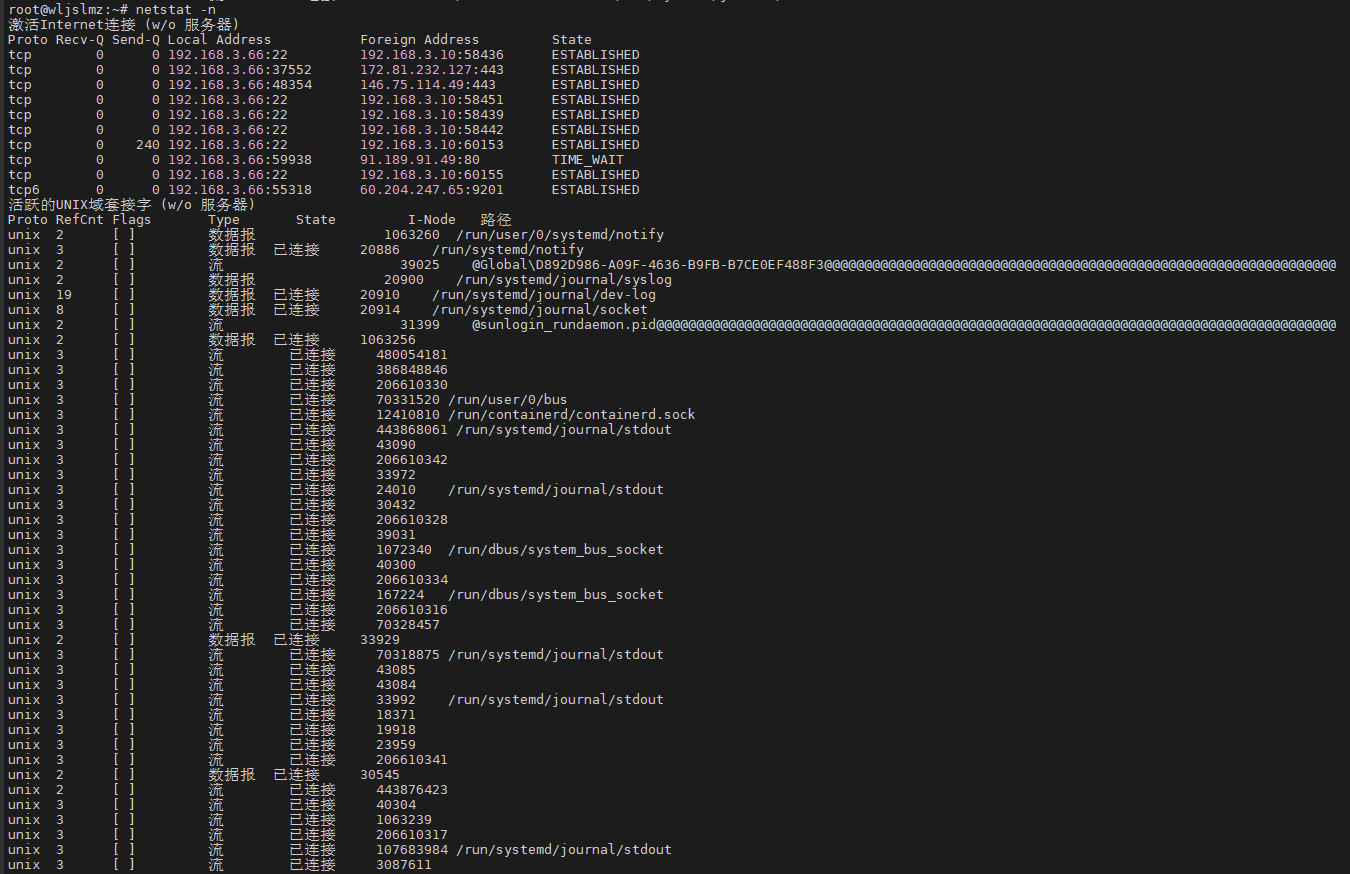 root@wljslmz:~# netstat -n
激活Internet连接 (w/o 服务器)
Proto Recv-Q Send-Q Local Address           Foreign Address         State
tcp        0      0 192.168.3.66:22         192.168.3.10:58436      ESTABLISHED
tcp        0      0 192.168.3.66:37552      172.81.232.127:443      ESTABLISHED
tcp        0      0 192.168.3.66:48354      146.75.114.49:443       ESTABLISHED
tcp        0      0 192.168.3.66:22         192.168.3.10:58451      ESTABLISHED
tcp        0      0 192.168.3.66:22         192.168.3.10:58439      ESTABLISHED
tcp        0      0 192.168.3.66:22         192.168.3.10:58442      ESTABLISHED
tcp        0    240 192.168.3.66:22         192.168.3.10:60153      ESTABLISHED
tcp        0      0 192.168.3.66:59938      91.189.91.49:80         TIME_WAIT
tcp        0      0 192.168.3.66:22         192.168.3.10:60155      ESTABLISHED
tcp6       0      0 192.168.3.66:55318      60.204.247.65:9201      ESTABLISHED
活跃的UNIX域套接字 (w/o 服务器)
Proto RefCnt Flags       Type       State         I-Node   路径
unix  2      [ ]         数据报                1063260  /run/user/0/systemd/notify
unix  3      [ ]         数据报  已连接     20886    /run/systemd/notify
unix  2      [ ]         流                      39025    @Global\D892D986-A09F-4636-B9FB-B7CE0EF488F3@@@@@@@@@@@@@@@@@@@@@@@@@@@@@@@@@@@@@@@@@@@@@@@@@@@@@@@@@@@@@@@@
unix  2      [ ]         数据报                20900    /run/systemd/journal/syslog
unix  19     [ ]         数据报  已连接     20910    /run/systemd/journal/dev-log
unix  8      [ ]         数据报  已连接     20914    /run/systemd/journal/socket
unix  2      [ ]         流                      31399    @sunlogin_rundaemon.pid@@@@@@@@@@@@@@@@@@@@@@@@@@@@@@@@@@@@@@@@@@@@@@@@@@@@@@@@@@@@@@@@@@@@@@@@@@@@@@@@@@@@@
unix  2      [ ]         数据报  已连接     1063256
unix  3      [ ]         流        已连接     480054181
unix  3      [ ]         流        已连接     386848846
unix  3      [ ]         流        已连接     206610330
unix  3      [ ]         流        已连接     70331520 /run/user/0/bus
unix  3      [ ]         流        已连接     12410810 /run/containerd/containerd.sock
unix  3      [ ]         流        已连接     443868061 /run/systemd/journal/stdout
unix  3      [ ]         流        已连接     43090
unix  3      [ ]         流        已连接     206610342
unix  3      [ ]         流        已连接     33972
unix  3      [ ]         流        已连接     24010    /run/systemd/journal/stdout
unix  3      [ ]         流        已连接     30432
unix  3      [ ]         流        已连接     206610328
unix  3      [ ]         流        已连接     39031
unix  3      [ ]         流        已连接     1072340  /run/dbus/system_bus_socket
unix  3      [ ]         流        已连接     40300
unix  3      [ ]         流        已连接     206610334
unix  3      [ ]         流        已连接     167224   /run/dbus/system_bus_socket
unix  3      [ ]         流        已连接     206610316
unix  3      [ ]         流        已连接     70328457
unix  2      [ ]         数据报  已连接     33929
unix  3      [ ]         流        已连接     70318875 /run/systemd/journal/stdout
unix  3      [ ]         流        已连接     43085
unix  3      [ ]         流        已连接     43084
unix  3      [ ]         流        已连接     33992    /run/systemd/journal/stdout
unix  3      [ ]         流        已连接     18371
unix  3      [ ]         流        已连接     19918
unix  3      [ ]         流        已连接     23959
unix  3      [ ]         流        已连接     206610341
unix  2      [ ]         数据报  已连接     30545
unix  2      [ ]         流        已连接     443876423
unix  3      [ ]         流        已连接     40304
unix  3      [ ]         流        已连接     1063239
unix  3      [ ]         流        已连接     206610317
unix  3      [ ]         流        已连接     107683984 /run/systemd/journal/stdout
unix  3      [ ]         流        已连接     3087611